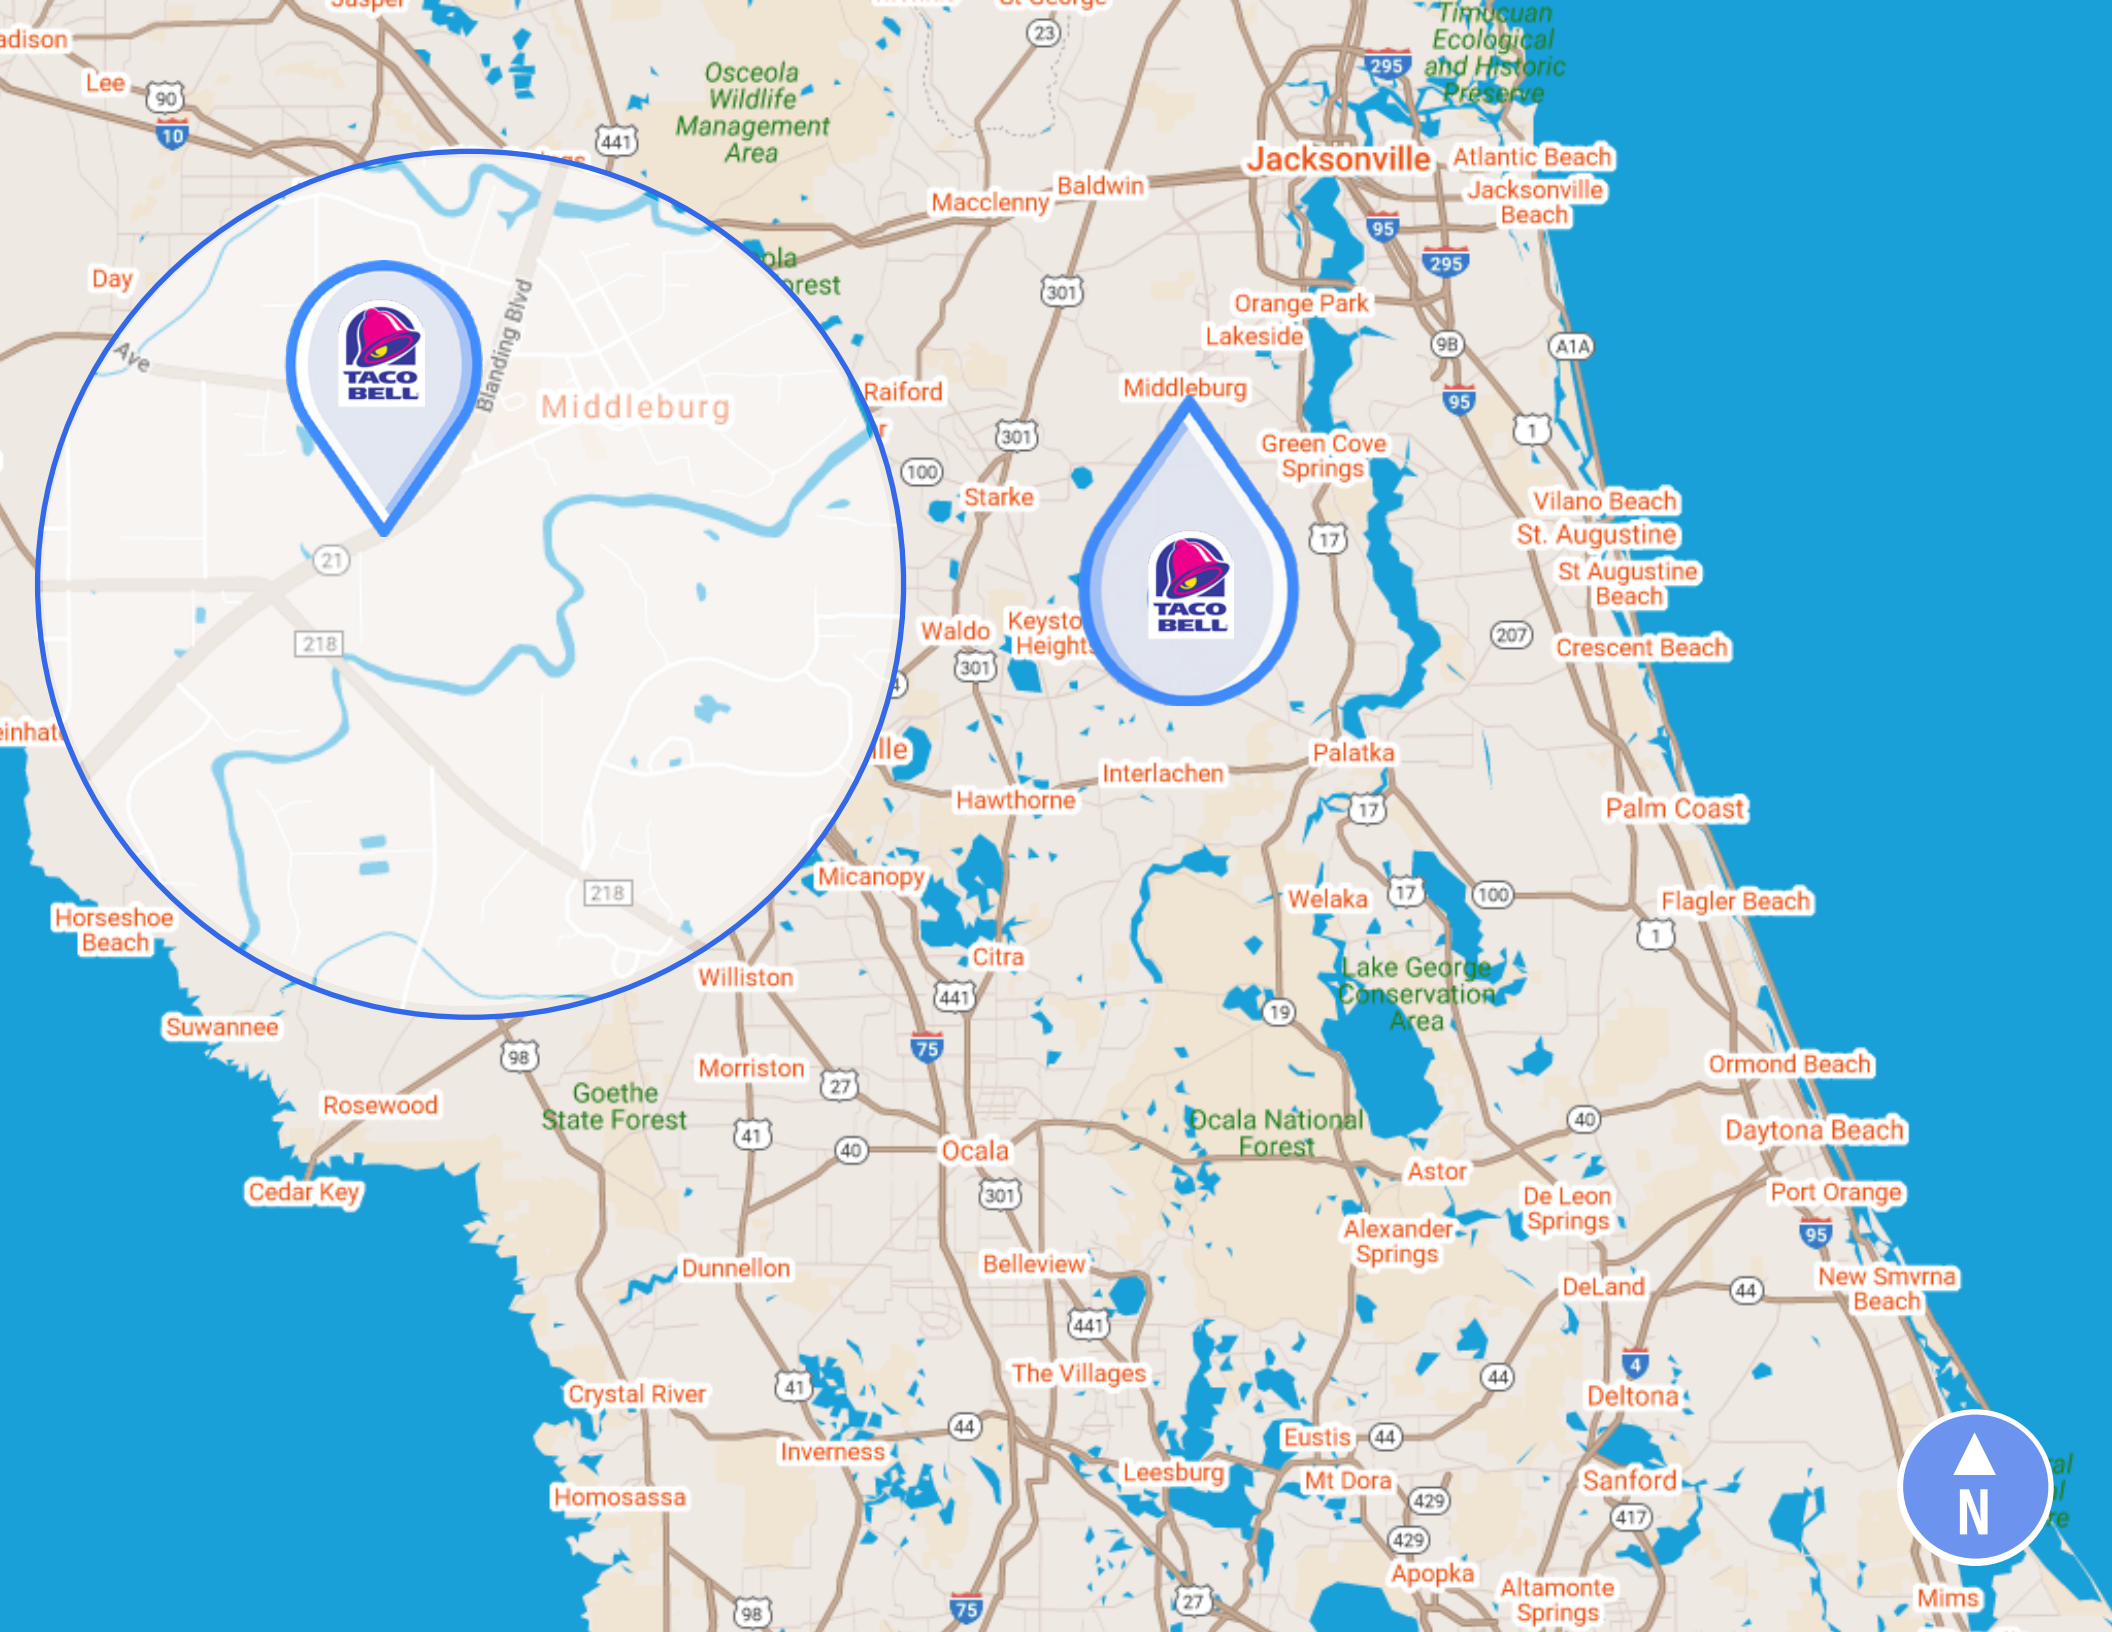 Jasper
St George
Timucuan
Ecological
and Historic
Preserve
23
Lee
90
10
Osceola
Wildlife
Management
Area
441
295
Jacksonville
Atlantic Beach
Jacksonville
Beach
Baldwin
Macclenny
95
295
Day
301
Orange Park
Lakeside
9B
A1A
Ave
TACO
BELL
Blanding Blvd
Middleburg
Raiford
Middleburg
95
1
301
Green Cove
Springs
100
Starke
Vilano Beach
17
St. Augustine
21
St Augustine
Beach
TACO
BELL
218
Waldo
207
Crescent Beach
301
Palatka
Interlachen
Hawthorne
17
Palm Coast
Micanopy
218
Welaka
17
100
Flagler Beach
Horseshoe
Beach
1
Citra
Williston
Lake George
Conservation
Area
441
19
Suwannee
98
75
Morriston
27
Ormond Beach
Goethe
State Forest
Rosewood
Ocala National
Forest
40
41
40
Ocala
Daytona Beach
Astor
Cedar Key
301
De Leon
Springs
Port Orange
Alexander
Springs
95
Dunnellon
Belleview
DeLand
44
New Smyrna
Beach
441
4
The Villages
44
41
Crystal River
Deltona
44
Eustis
44
Inverness
Leesburg
Mt Dora
Sanford
Homosassa
429
417
N
429
Apopka
Altamonte
Springs
27
75
98
Mims